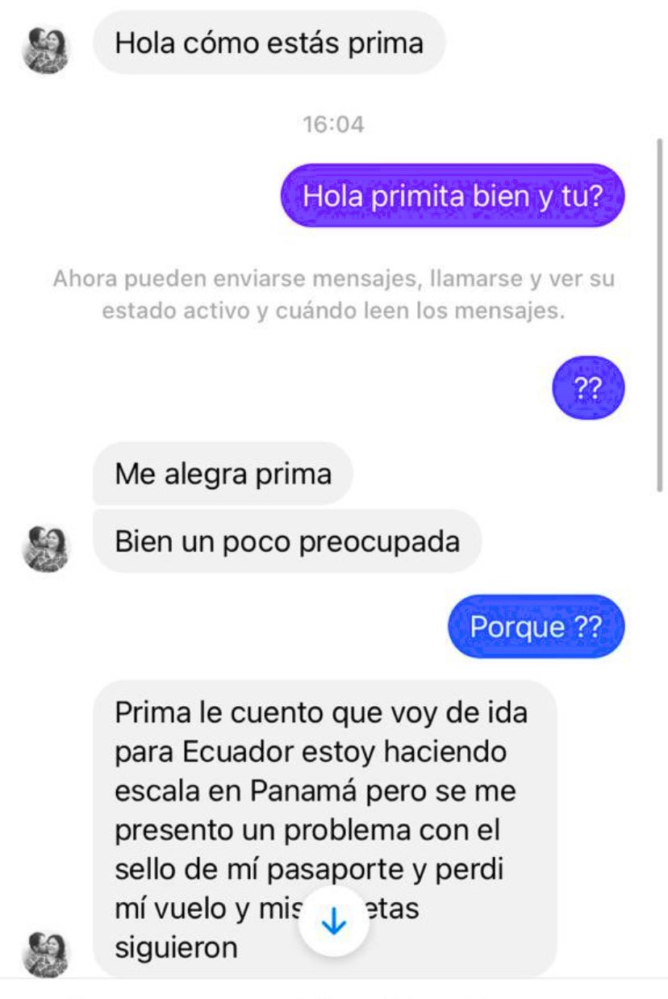 Hola cómo estás prima
16:04
Hola primita bien y tu?
Ahora pueden enviarse mensajes, llamarse y ver su
estado activo y cuándo leen los mensajes.
??
Me alegra prima
Bien un poco preocupada
Porque ??
Prima le cuento que voy de ida
para Ecuador estoy haciendo
escala en Panamá pero se me
presento un problema con el
sello de mí pasaporte y perdi
mí vuelo y mis
siguieron